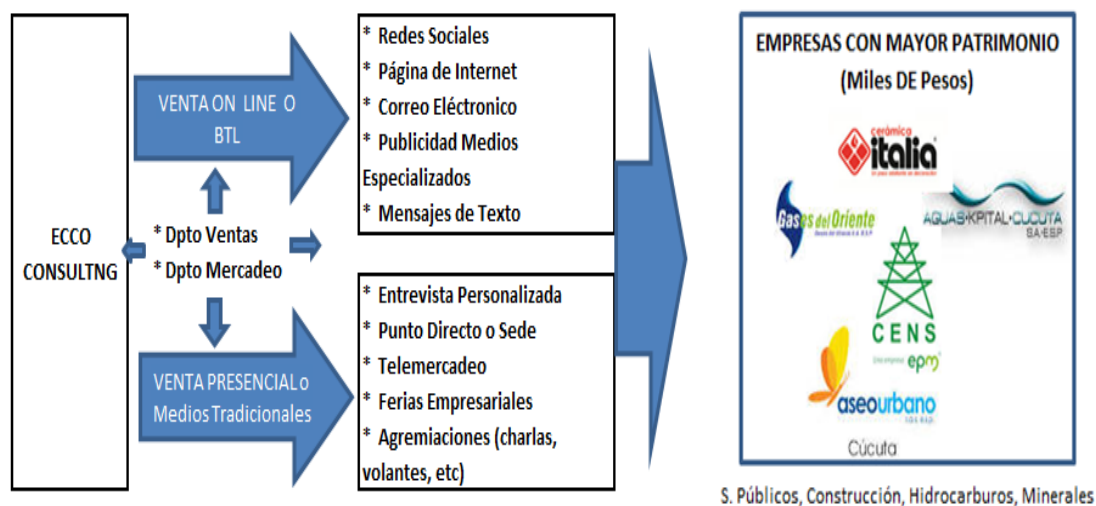 ECCO
CONSULTNG
VENTA ON LINE O
BTL
* Dpto Ventas
* Dpto Mercadeo
VENTA PRESENCIAL o
Medios Tradicionales
* Redes Sociales
* Página de Internet
* Correo Eléctronico
* Publicidad Medios
Especializados
* Mensajes de Texto
* Entrevista Personalizada
* Punto Directo o Sede
* Telemercadeo
* Ferias Empresariales
* Agremiaciones (charlas,
volantes, etc)
EMPRESAS CON MAYOR PATRIMONIO
(Miles DE Pesos)
cerámica
italia
Gases del Oriente
AGUAS•KPITAL•CUCUTA
SA•ESP
CENS
epm
aseourbano
Cúcuta
S. Públicos, Construcción, Hidrocarburos, Minerales